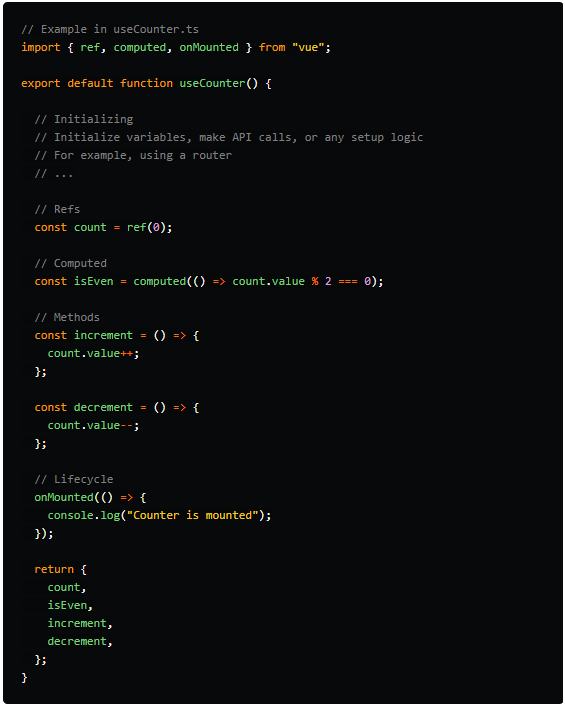 // Example in useCounter.ts
import { ref, computed, onMounted } from "vue";
export default function useCounter() {
// Initializing
// Initialize variables, make API calls, or any setup logic
// For example, using a router
// ...
// Refs
const count = ref(0);
// Computed
const isEven = computed(() => count.value % 2 === 0);
// Methods
const increment = () => {
count.value++;
};
const decrement = () => {
count.value--;
};
// Lifecycle
onMounted(() => {
console.log("Counter is mounted");
});
return {
count,
isEven,
increment,
decrement,
};
}